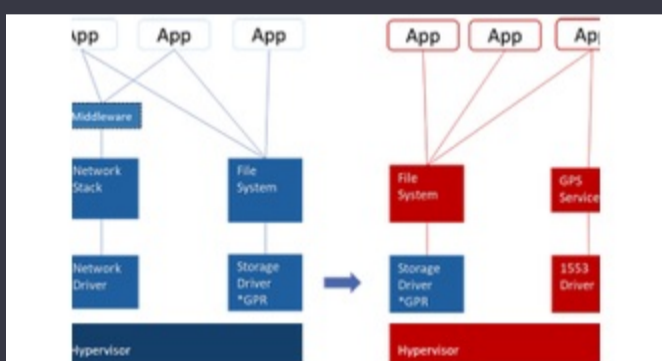 App App App
Middleware
Network
Stack
File
System
Network
Driver
Storage
Driver
*GPR
Hypervisor
App App App
File
System
GPS
Service
Storage
Driver
*GPR
1553
Driver
Hypervisor